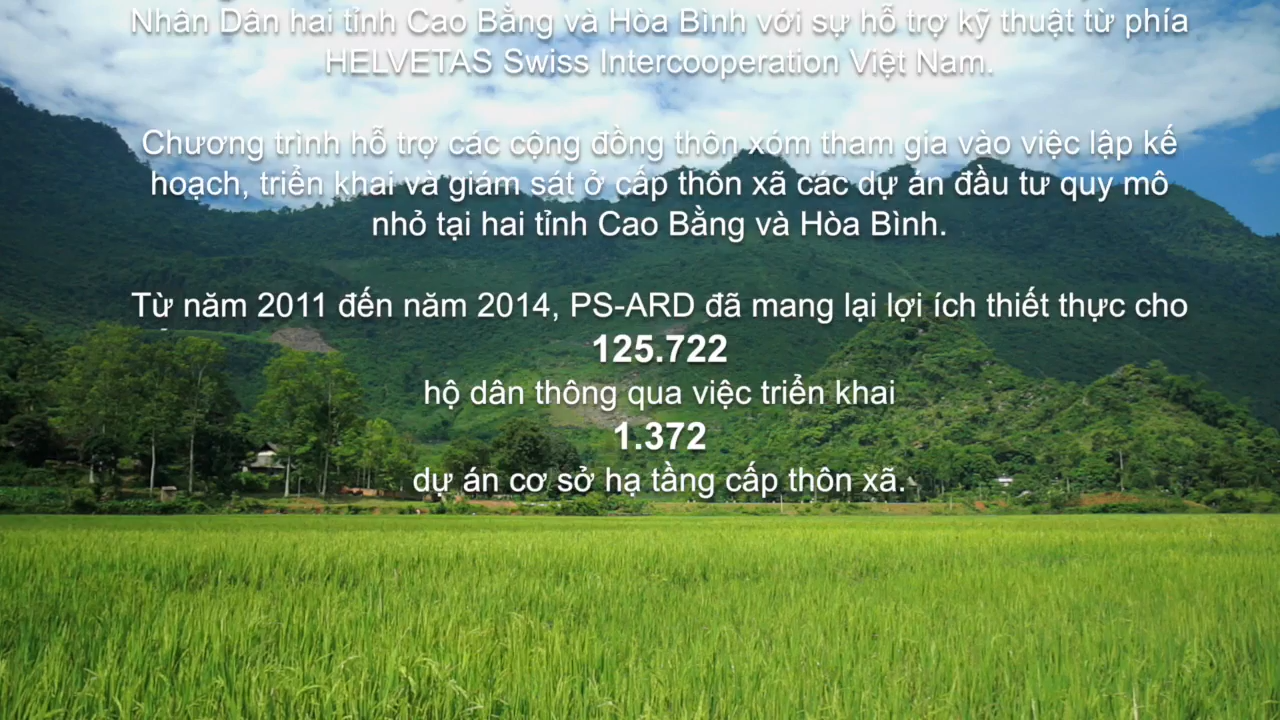 Nhân Dân hai tỉnh Cao Bằng và Hòa Bình với sự hỗ trợ kỹ thuật từ phía
HELVETAS Swiss Intercooperation Việt Nam.
Chương trình hỗ trợ các cộng đồng thôn xóm tham gia vào việc lập kế
hoạch, triển khai và giám sát ở cấp thôn xã các dự án đầu tư quy mô
nhỏ tại hai tỉnh Cao Bằng và Hòa Bình.
Từ năm 2011 đến năm 2014, PS-ARD đã mang lại lợi ích thiết thực cho
125.722
hộ dân thông qua việc triển khai
1.372
dự án cơ sở hạ tầng cấp thôn xã.